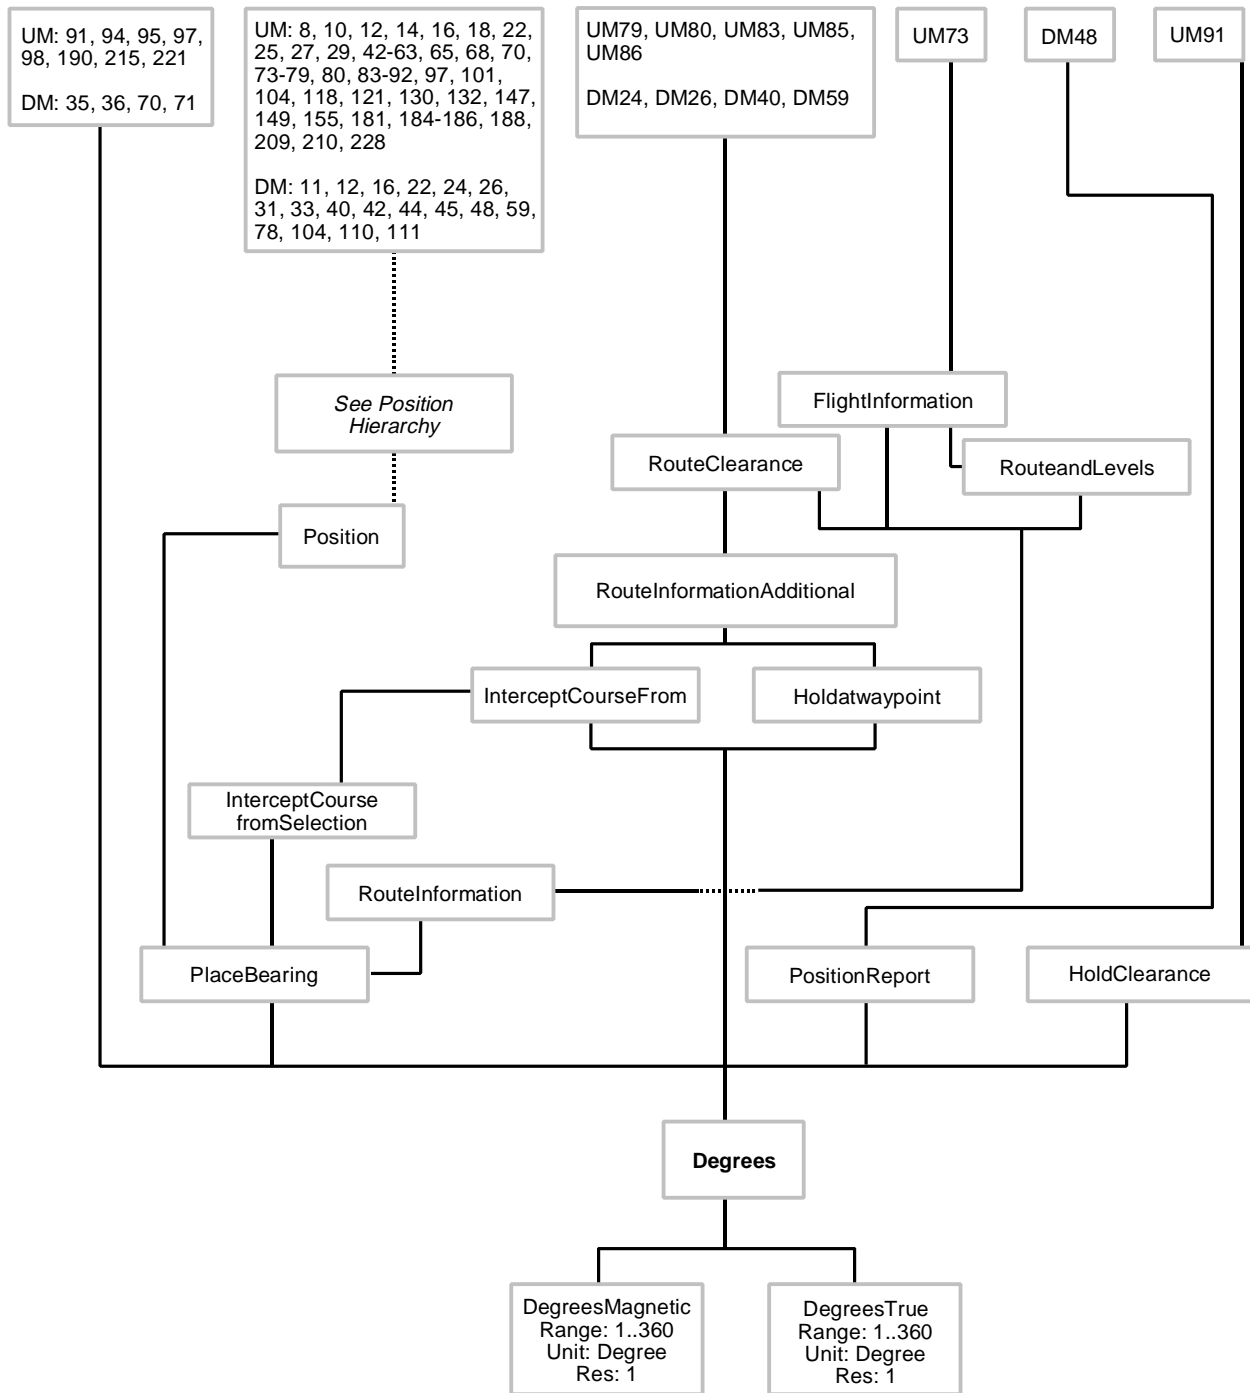 UM: 91, 94, 95, 97,
98, 190, 215, 221
DM: 35, 36, 70, 71
UM: 8, 10, 12, 14, 16, 18, 22,
25, 27, 29, 42-63, 65, 68, 70,
73-79, 80, 83-92, 97, 101,
104, 118, 121, 130, 132, 147,
149, 155, 181, 184-186, 188,
209, 210, 228
DM: 11, 12, 16, 22, 24, 26,
31, 33, 40, 42, 44, 45, 48, 59,
78, 104, 110, 111
UM79, UM80, UM83, UM85,
UM86
DM24, DM26, DM40, DM59
UM73
DM48
UM91
See Position
Hierarchy
FlightInformation
RouteClearance
RouteandLevels
Position
RouteInformationAdditional
InterceptCourseFrom
Holdatwaypoint
InterceptCourse
fromSelection
RouteInformation
PlaceBearing
PositionReport
HoldClearance
Degrees
DegreesMagnetic
Range: 1..360
Unit: Degree
Res: 1
DegreesTrue
Range: 1..360
Unit: Degree
Res: 1